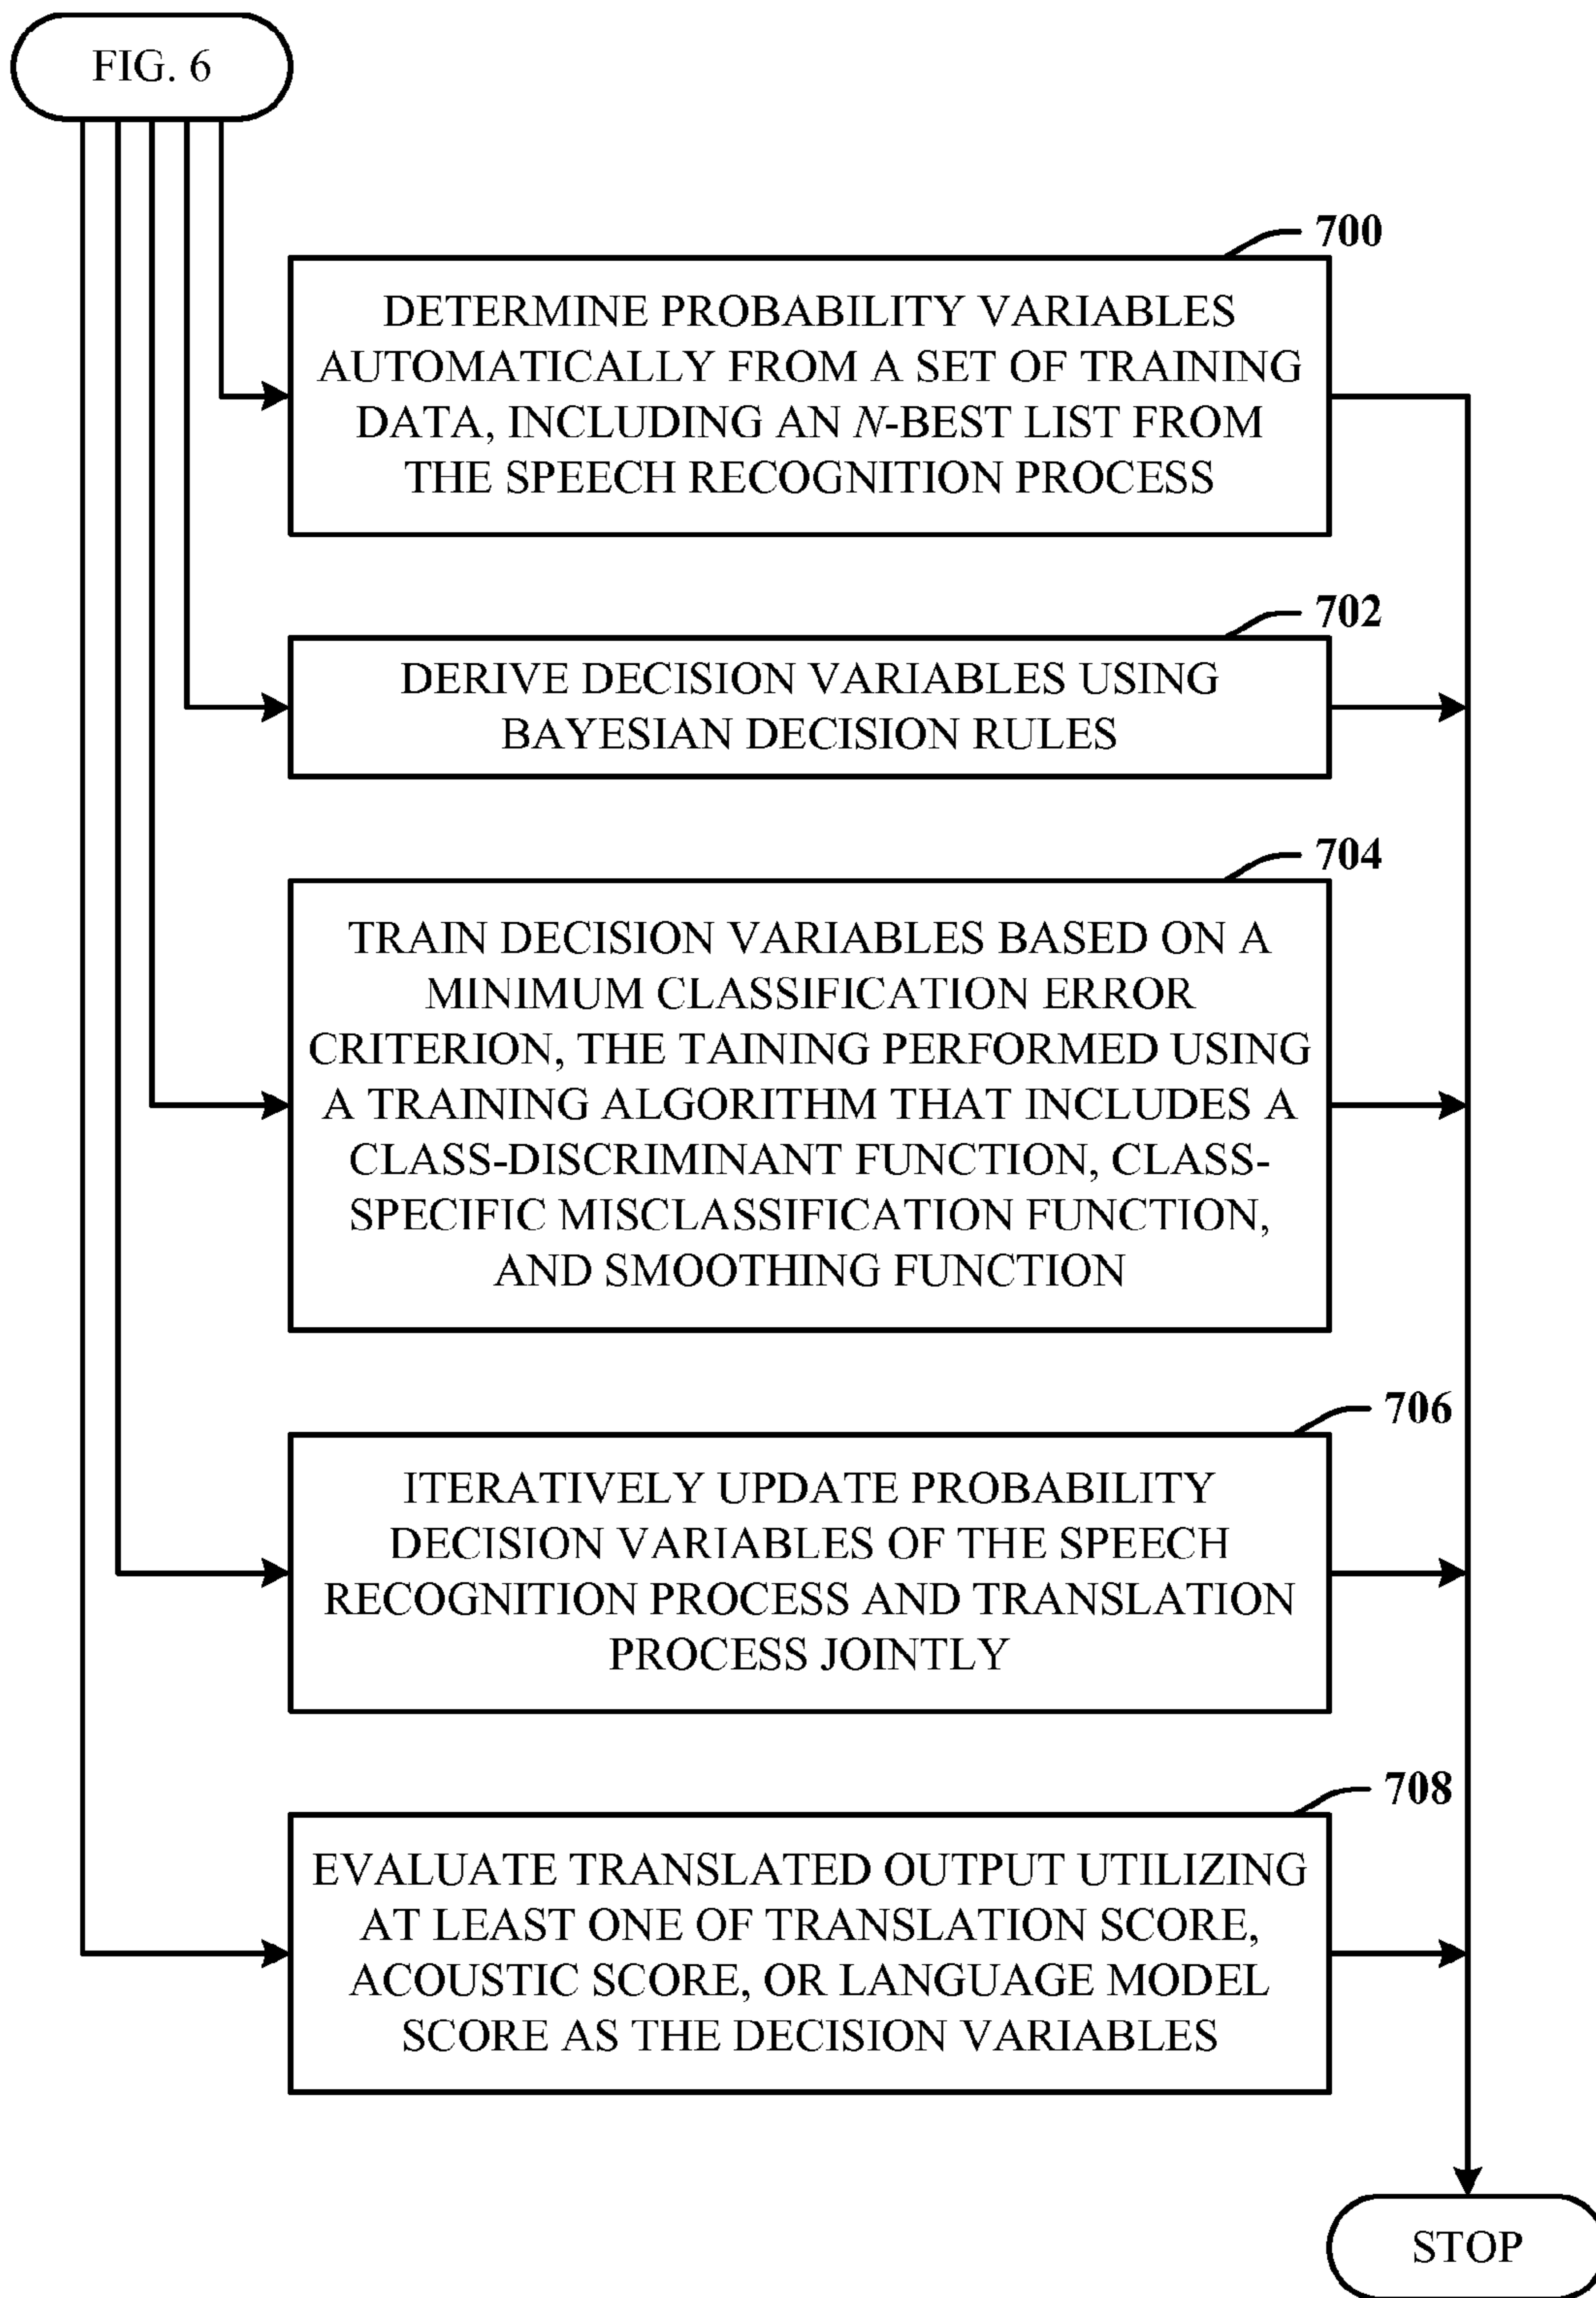 FIG. 6
700
DETERMINE PROBABILITY VARIABLES
AUTOMATICALLY FROM A SET OF TRAINING
DATA, INCLUDING AN N-BEST LIST FROM
THE SPEECH RECOGNITION PROCESS
702
DERIVE DECISION VARIABLES USING
BAYESIAN DECISION RULES
704
TRAIN DECISION VARIABLES BASED ON A
MINIMUM CLASSIFICATION ERROR
CRITERION, THE TAINING PERFORMED USING
A TRAINING ALGORITHM THAT INCLUDES A
CLASS-DISCRIMINANT FUNCTION, CLASS-
SPECIFIC MISCLASSIFICATION FUNCTION,
AND SMOOTHING FUNCTION
706
ITERATIVELY UPDATE PROBABILITY
DECISION VARIABLES OF THE SPEECH
RECOGNITION PROCESS AND TRANSLATION
PROCESS JOINTLY
708
EVALUATE TRANSLATED OUTPUT UTILIZING
AT LEAST ONE OF TRANSLATION SCORE,
ACOUSTIC SCORE, OR LANGUAGE MODEL
SCORE AS THE DECISION VARIABLES
STOP